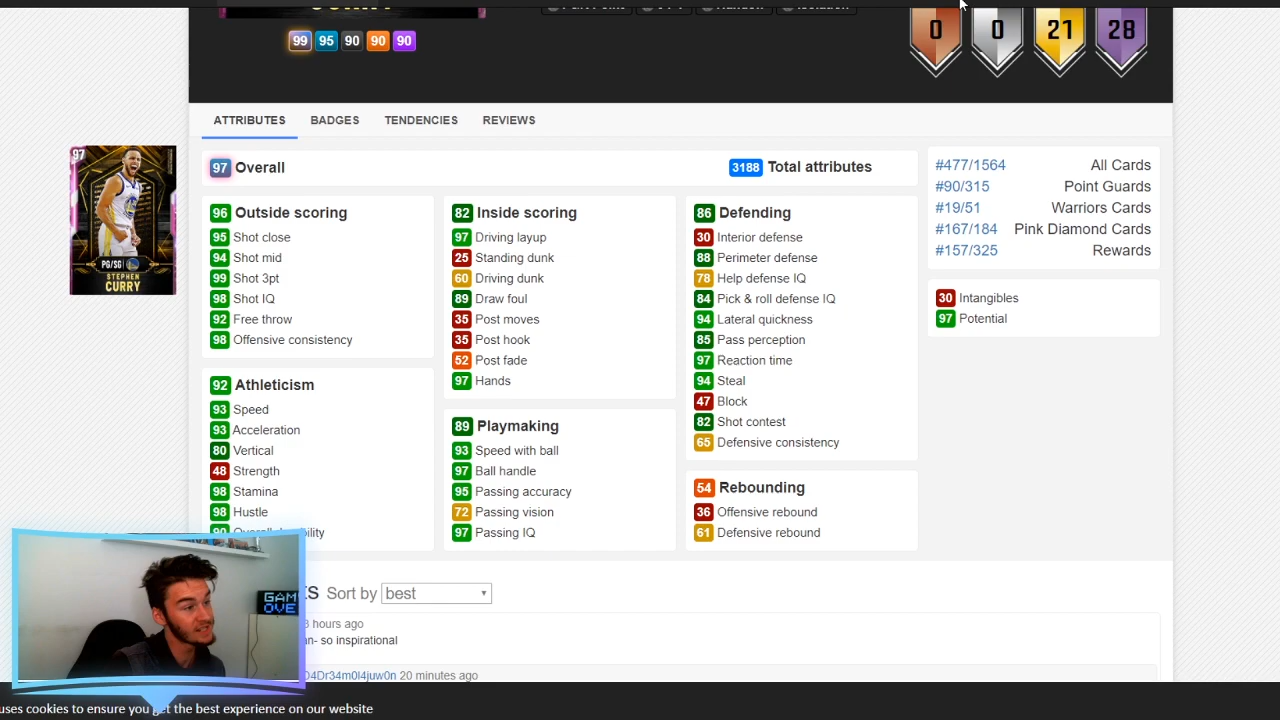 99 95 90 90 90
0 0 21 28
ATTRIBUTES BADGES TENDENCIES REVIEWS
97 Overall
3188 Total attributes
97
PG/SG
STEPHEN
CURRY
96 Outside scoring
95 Shot close
94 Shot mid
99 Shot 3pt
98 Shot IQ
92 Free throw
98 Offensive consistency
92 Athleticism
93 Speed
93 Acceleration
80 Vertical
48 Strength
98 Stamina
98 Hustle
82 Inside scoring
97 Driving layup
25 Standing dunk
60 Driving dunk
89 Draw foul
35 Post moves
35 Post hook
52 Post fade
97 Hands
89 Playmaking
93 Speed with ball
97 Ball handle
95 Passing accuracy
72 Passing vision
97 Passing IQ
86 Defending
30 Interior defense
88 Perimeter defense
78 Help defense IQ
84 Pick & roll defense IQ
94 Lateral quickness
85 Pass perception
97 Reaction time
94 Steal
47 Block
82 Shot contest
65 Defensive consistency
54 Rebounding
36 Offensive rebound
61 Defensive rebound
#477/1564 All Cards
#90/315 Point Guards
#19/51 Warriors Cards
#167/184 Pink Diamond Cards
#157/325 Rewards
30 Intangibles
97 Potential
Sort by best
hours ago
so inspirational
20 minutes ago
GAM
OVE
uses cookies to ensure you get the best experience on our website